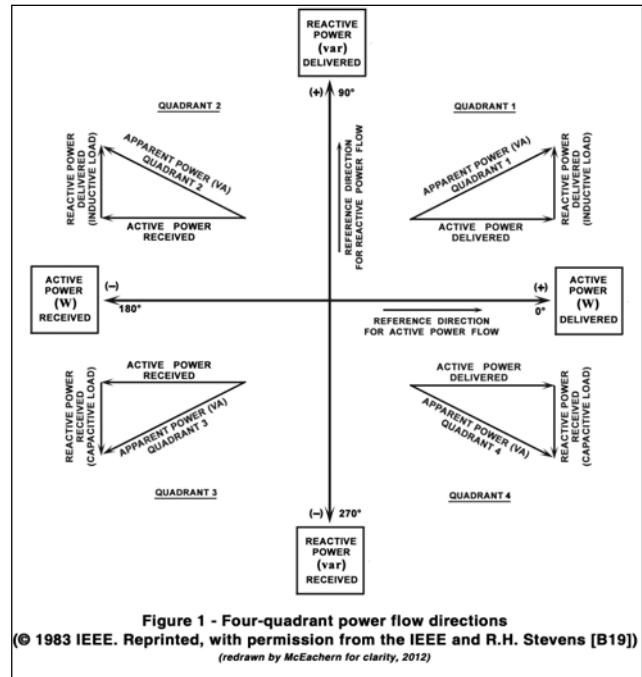 REACTIVE
POWER
(var)
DELIVERED
(+)
90°
QUADRANT 2
QUADRANT 1
REACTIVE POWER
DELIVERED
(INDUCTIVE LOAD)
APPARENT POWER (VA)
QUADRANT 2
ACTIVE POWER
RECEIVED
REFERENCE DIRECTION
FOR REACTIVE POWER FLOW
APPARENT POWER (VA)
QUADRANT 1
ACTIVE POWER
DELIVERED
REACTIVE POWER
DELIVERED
(INDUCTIVE LOAD)
ACTIVE
POWER
(W)
RECEIVED
(–)
180°
REFERENCE DIRECTION
FOR ACTIVE POWER FLOW
(+)
0°
ACTIVE
POWER
(W)
DELIVERED
REACTIVE POWER
RECEIVED
(CAPACITIVE LOAD)
ACTIVE POWER
RECEIVED
APPARENT POWER (VA)
QUADRANT 3
ACTIVE POWER
DELIVERED
APPARENT POWER (VA)
QUADRANT 4
REACTIVE POWER
RECEIVED
(CAPACITIVE LOAD)
QUADRANT 3
QUADRANT 4
(–)
270°
REACTIVE
POWER
(var)
RECEIVED
Figure 1 - Four-quadrant power flow directions
(© 1983 IEEE. Reprinted, with permission from the IEEE and R.H. Stevens [B19])
(redrawn by McEachern for clarity, 2012)